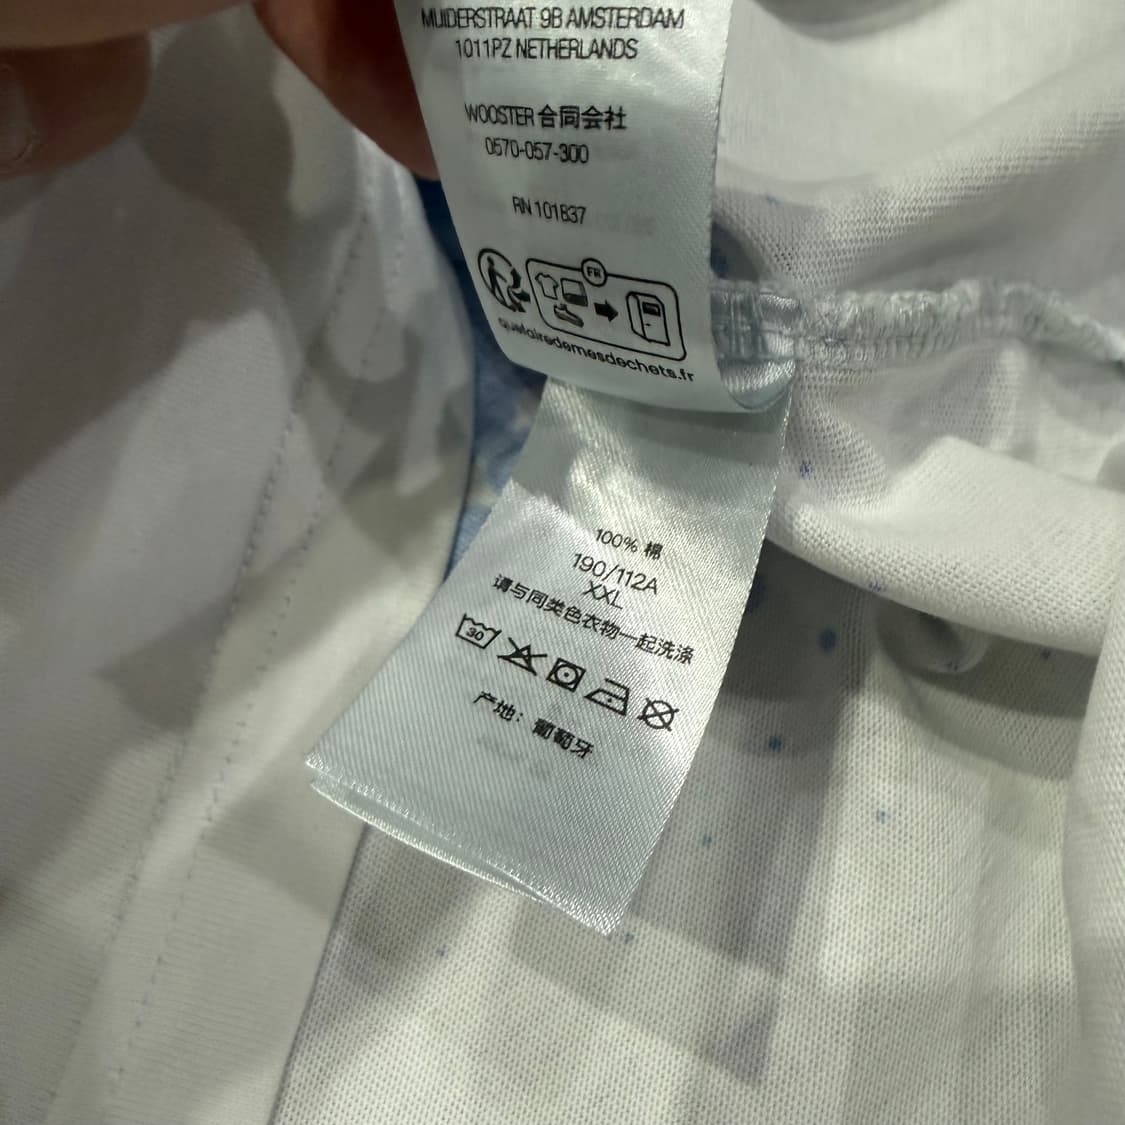 MUIDERSTRAAT 9B AMSTERDAM
1011PZ NETHERLANDS
WOOSTER 合同会社
0570-057-300
RN 101837
FR
quefairedemesdechets.fr
100% 棉
190/112A
XXL
请与同类色衣物一起洗涤
30
产地：葡萄牙